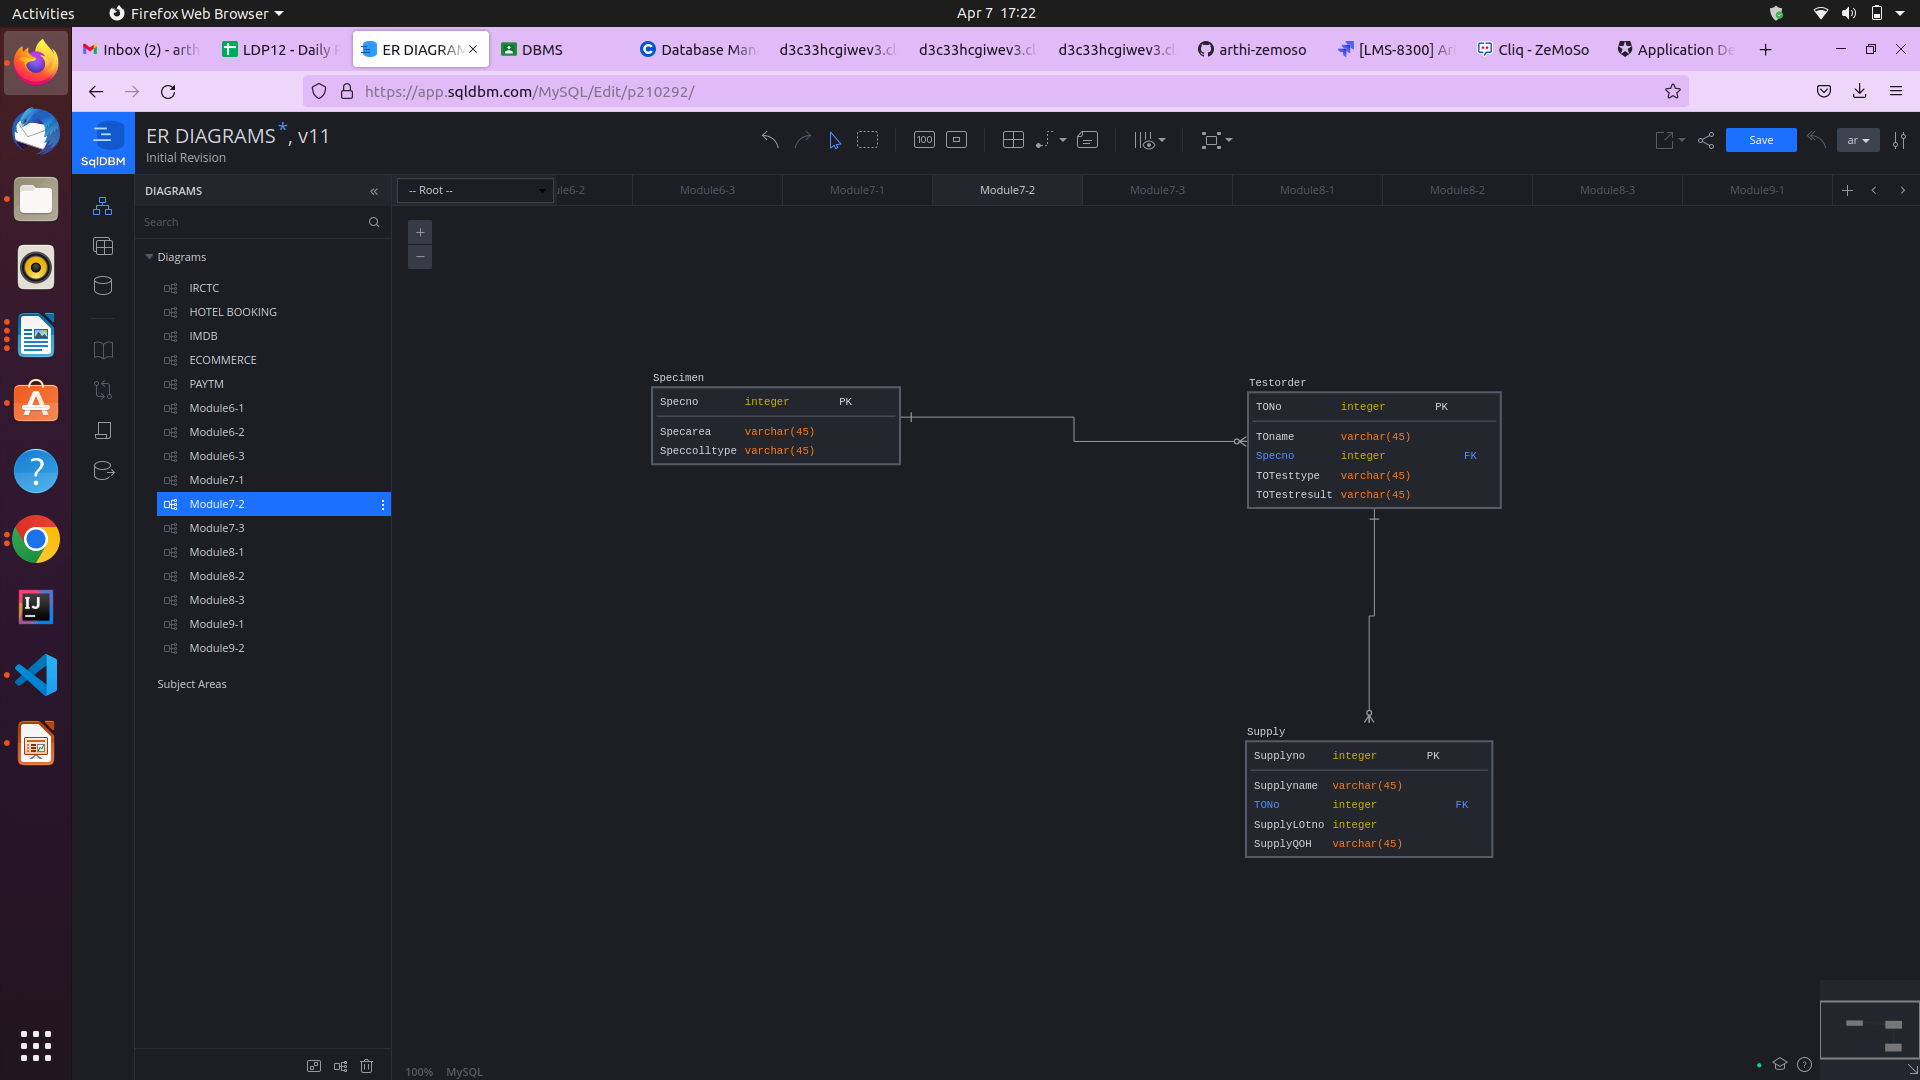 Activities
Firefox Web Browser
Apr 7 17:22
Inbox (2) - arth
LDP12 - Daily
ER DIAGRAM
DBMS
Database Man
d3c33hcgiwev3.cl
d3c33hcgiwev3.cl
d3c33hcgiwev3.cl
arthi-zemoso
[LMS-8300] Ar
Cliq - ZeMoSo
Application De
https://app.sqldbm.com/MySQL/Edit/p210292/
SqlDBM
ER DIAGRAMS*, v11
Initial Revision
100
Save
ar
DIAGRAMS
«
-- Root --
le6-2
Module6-3
Module7-1
Module7-2
Module7-3
Module8-1
Module8-2
Module8-3
Module9-1
Search
Diagrams
IRCTC
HOTEL BOOKING
IMDB
ECOMMERCE
PAYTM
Module6-1
Module6-2
Module6-3
Module7-1
Module7-2
Module7-3
Module8-1
Module8-2
Module8-3
Module9-1
Module9-2
Subject Areas
Specimen
Specno integer PK
Specarea varchar(45)
Speccolltype varchar(45)
Testorder
TONo integer PK
TOname varchar(45)
Specno integer FK
TOTesttype varchar(45)
TOTestresult varchar(45)
Supply
Supplyno integer PK
Supplyname varchar(45)
TONo integer FK
SupplyLOtno integer
SupplyQOH varchar(45)
100% MySQL